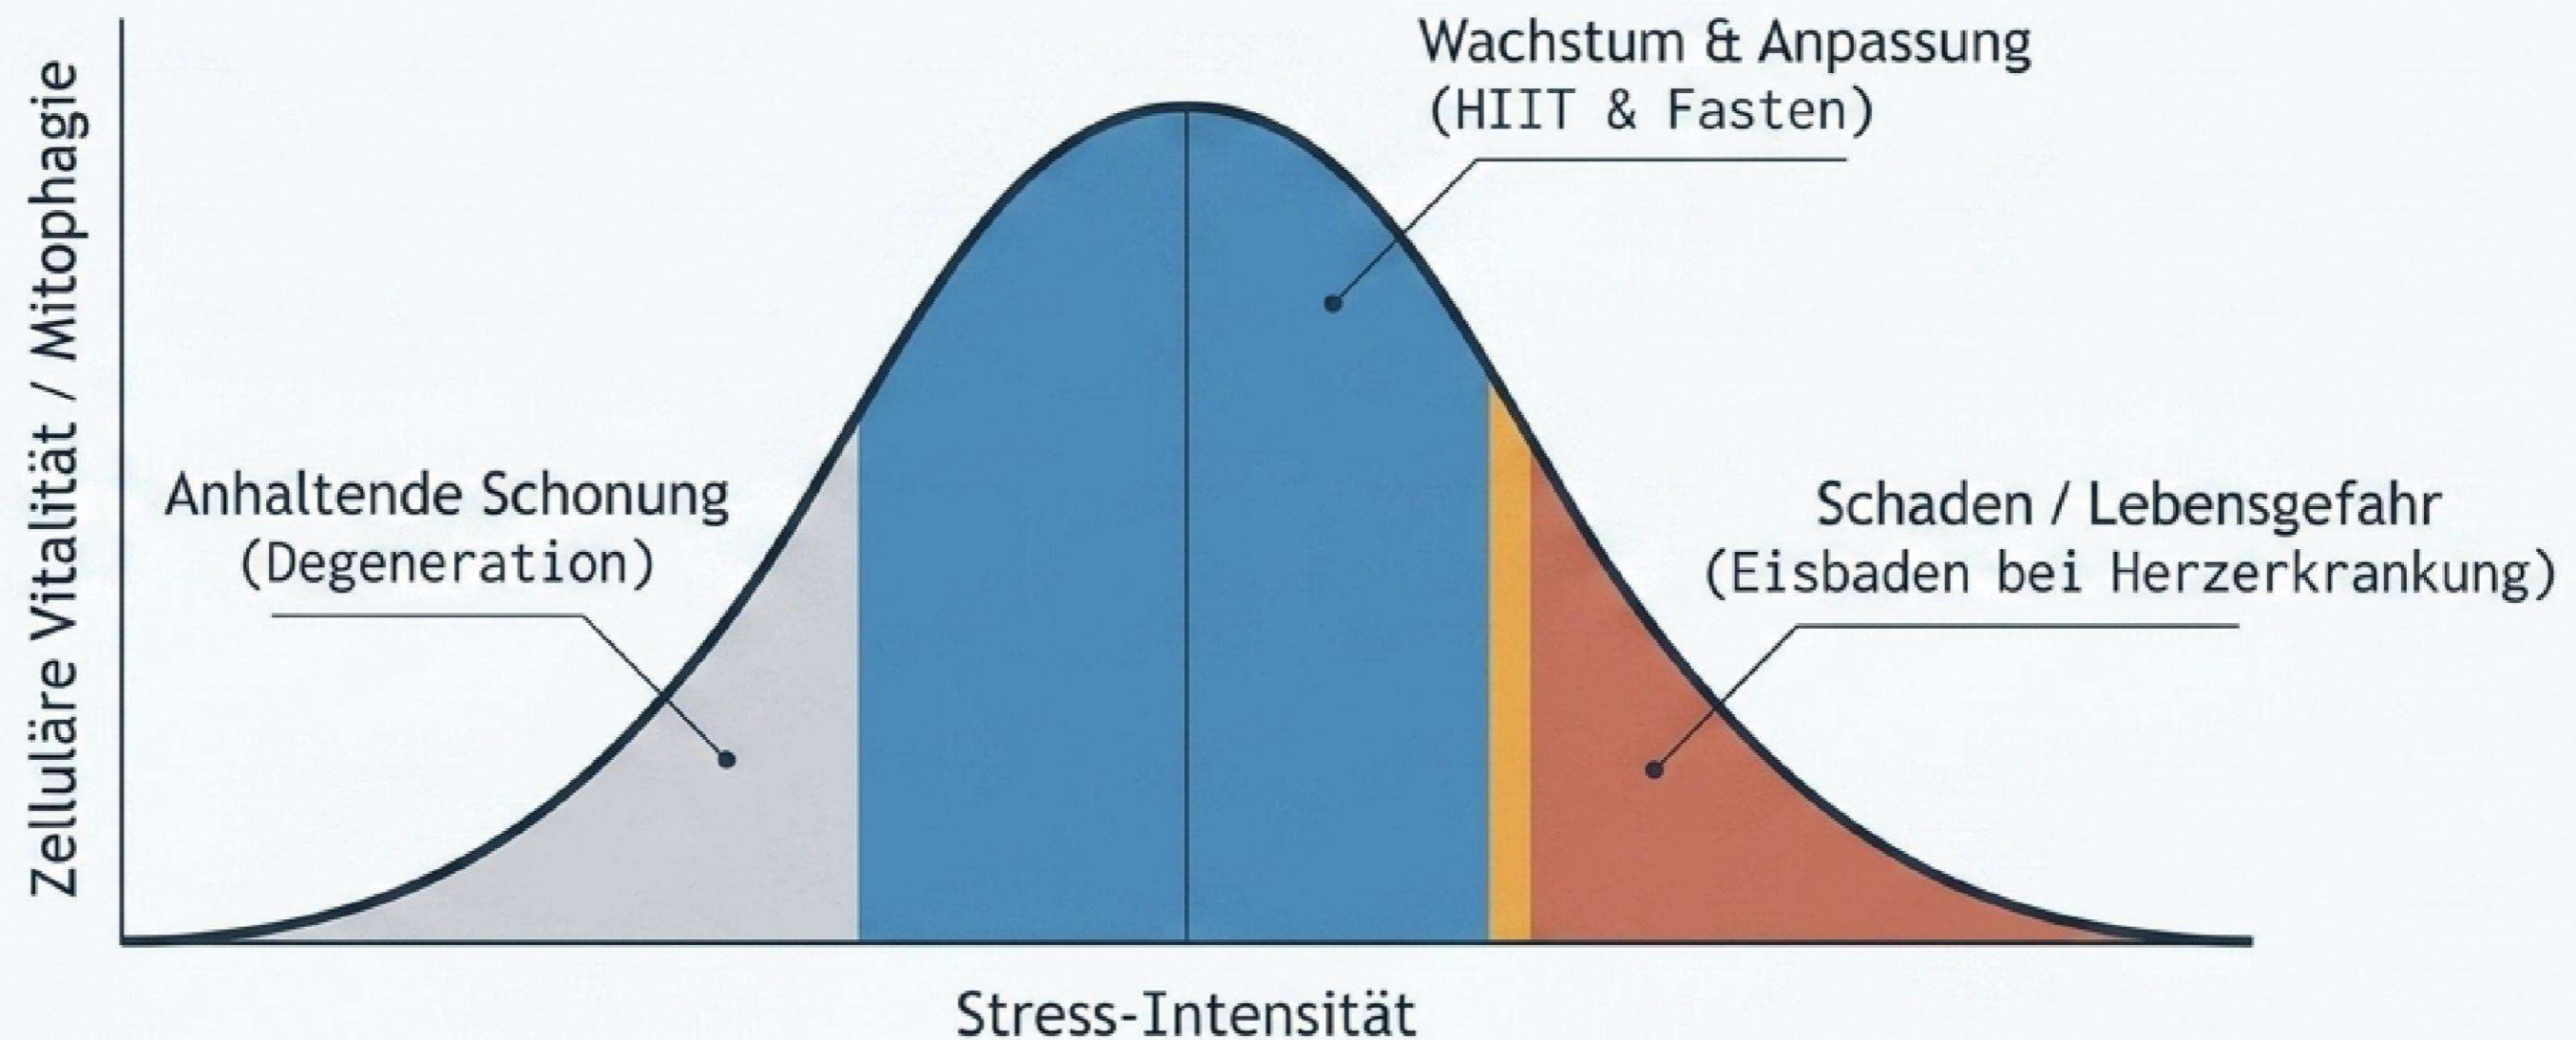 Zelluläre Vitalität / Mitophagie
Wachstum & Anpassung
(HIIT & Fasten)
Anhaltende Schonung
(Degeneration)
Schaden / Lebensgefahr
(Eisbaden bei Herzerkrankung)
Stress-Intensität